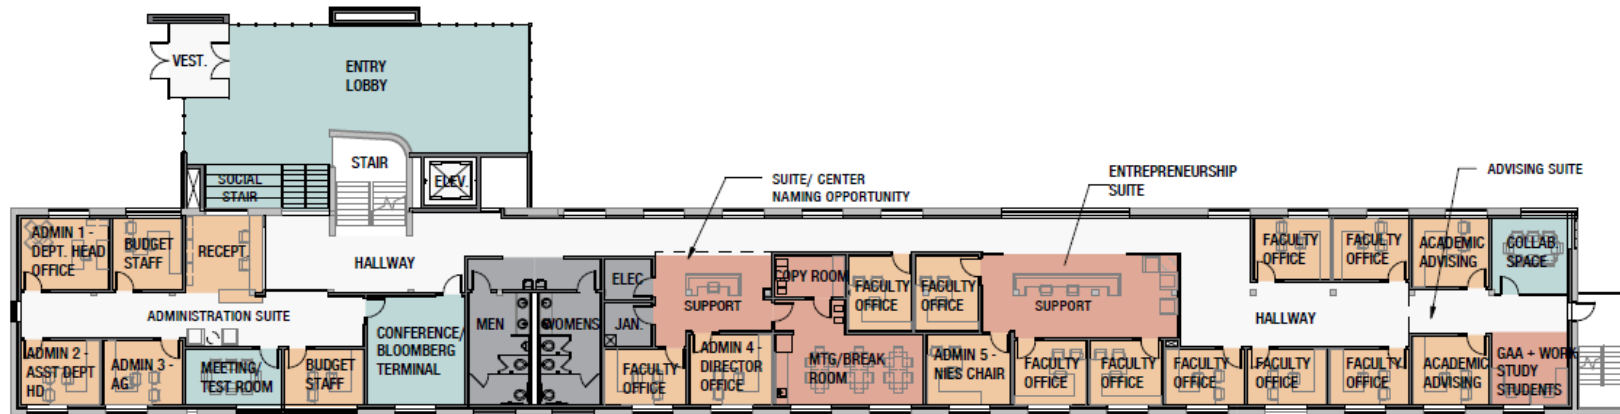 VEST.
ENTRY
LOBBY
STAIR
SOCIAL
STAIR
ELEV.
SUITE/ CENTER
NAMING OPPORTUNITY
ENTREPRENEURSHIP
SUITE
ADVISING SUITE
ADMIN 1 -
DEPT. HEAD
OFFICE
BUDGET
STAFF
RECEPT.
HALLWAY
ELEC.
SUPPORT
COPY ROOM
FACULTY
OFFICE
FACULTY
OFFICE
SUPPORT
FACULTY
OFFICE
FACULTY
OFFICE
ACADEMIC
ADVISING
COLLAB.
SPACE
ADMINISTRATION SUITE
CONFERENCE/
BLOOMBERG
TERMINAL
MEN
WOMENS
JAN.
HALLWAY
ADMIN 2 -
ASST DEPT
HD
ADMIN 3 -
AG
MEETING/
TEST ROOM
BUDGET
STAFF
FACULTY
OFFICE
ADMIN 4 -
DIRECTOR
OFFICE
MTG/BREAK
ROOM
ADMIN 5 -
NIES CHAIR
FACULTY
OFFICE
FACULTY
OFFICE
FACULTY
OFFICE
FACULTY
OFFICE
FACULTY
OFFICE
ACADEMIC
ADVISING
GAA + WORK
STUDY
STUDENTS